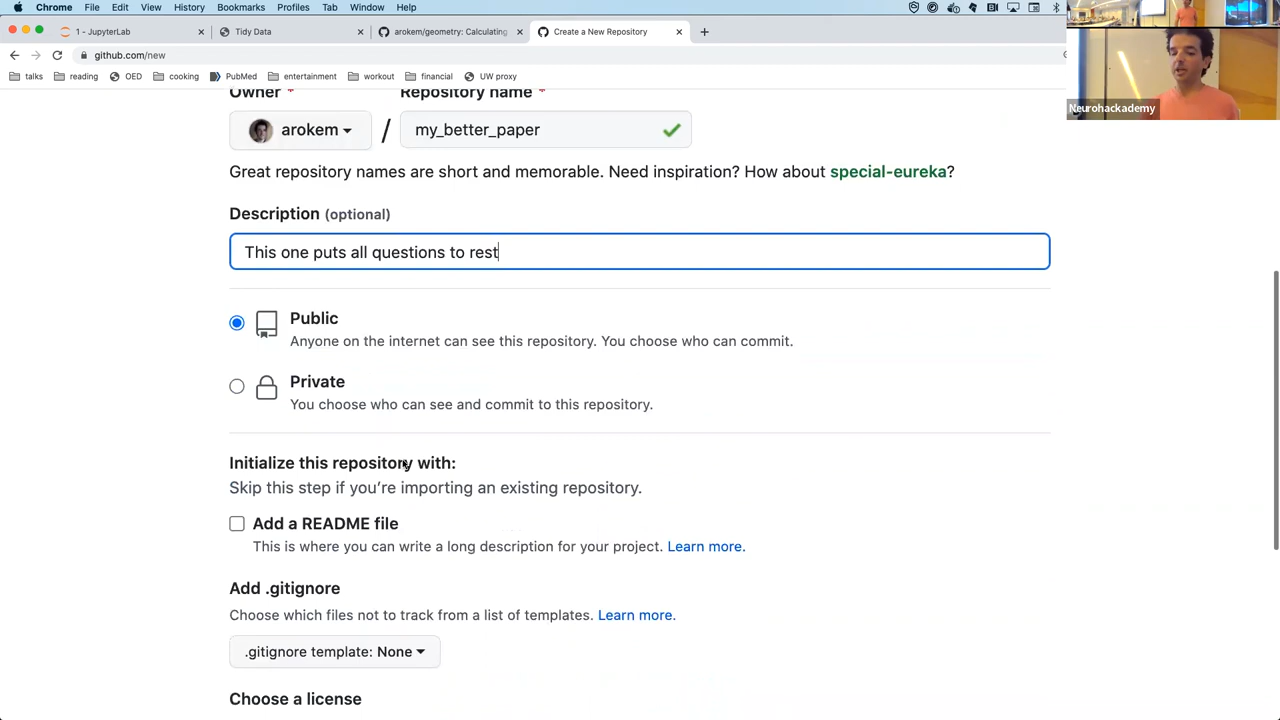 Chrome File Edit View History Bookmarks Profiles Tab Window Help
1 - JupyterLab
Tidy Data
arokem/geometry: Calculating
Create a New Repository
github.com/new
talks reading OED cooking PubMed entertainment workout financial UW proxy
Neurohackademy
Owner * Repository name *
arokem / my_better_paper
Great repository names are short and memorable. Need inspiration? How about special-eureka?
Description (optional)
This one puts all questions to rest
Public
Anyone on the internet can see this repository. You choose who can commit.
Private
You choose who can see and commit to this repository.
Initialize this repository with:
Skip this step if you’re importing an existing repository.
Add a README file
This is where you can write a long description for your project. Learn more.
Add .gitignore
Choose which files not to track from a list of templates. Learn more.
.gitignore template: None
Choose a license